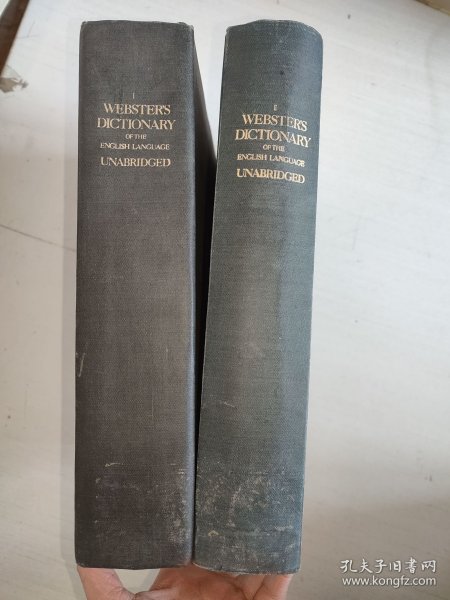 I
WEBSTER'S
DICTIONARY
OF THE
ENGLISH LANGUAGE
UNABRIDGED
II
WEBSTER'S
DICTIONARY
OF THE
ENGLISH LANGUAGE
UNABRIDGED
孔夫子旧书网
www.kongfz.com